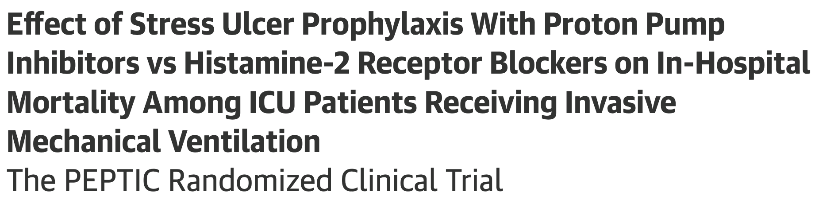 Effect of Stress Ulcer Prophylaxis With Proton Pump
Inhibitors vs Histamine-2 Receptor Blockers on In-Hospital
Mortality Among ICU Patients Receiving Invasive
Mechanical Ventilation
The PEPTIC Randomized Clinical Trial